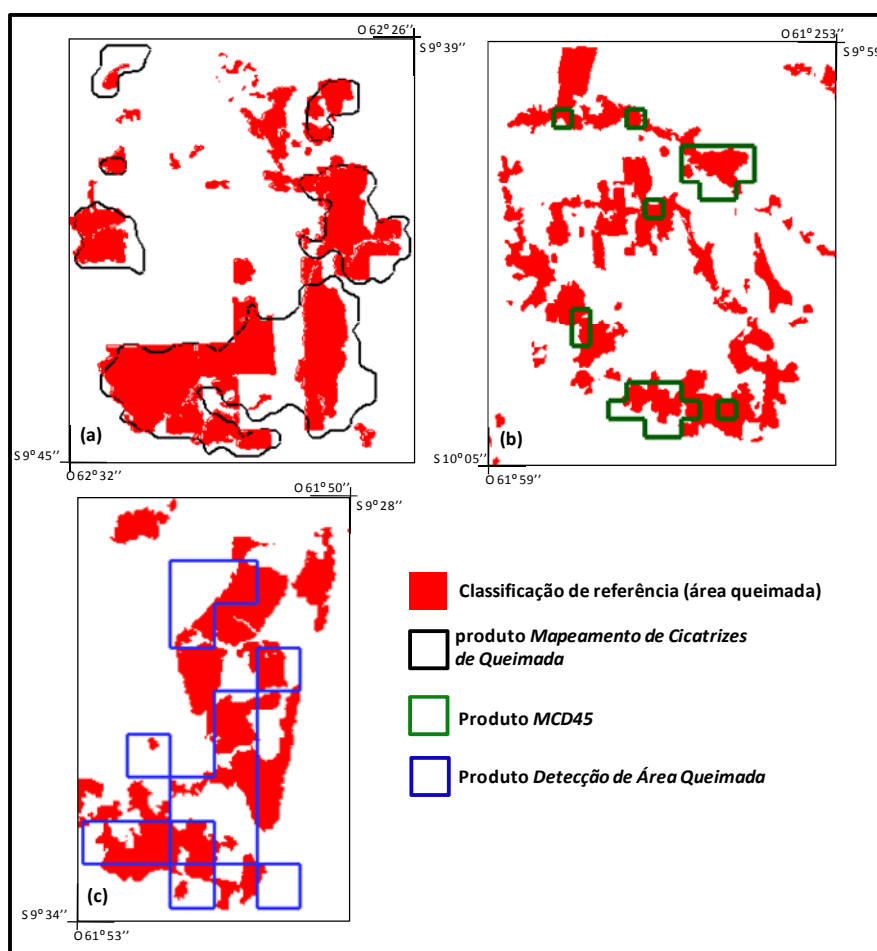 O 62° 26’’
S 9° 39’’
(a)
S 9° 45’’
O 62° 32’’
O 61° 253’’
S 9° 59’
(b)
S 10° 05’’
O 61° 59’’
O 61° 50’’
S 9° 28’’
(c)
S 9° 34’’
O 61° 53’’
Classificação de referência (área queimada)
produto Mapeamento de Cicatrizes
de Queimada
Produto MCD45
Produto Detecção de Área Queimada